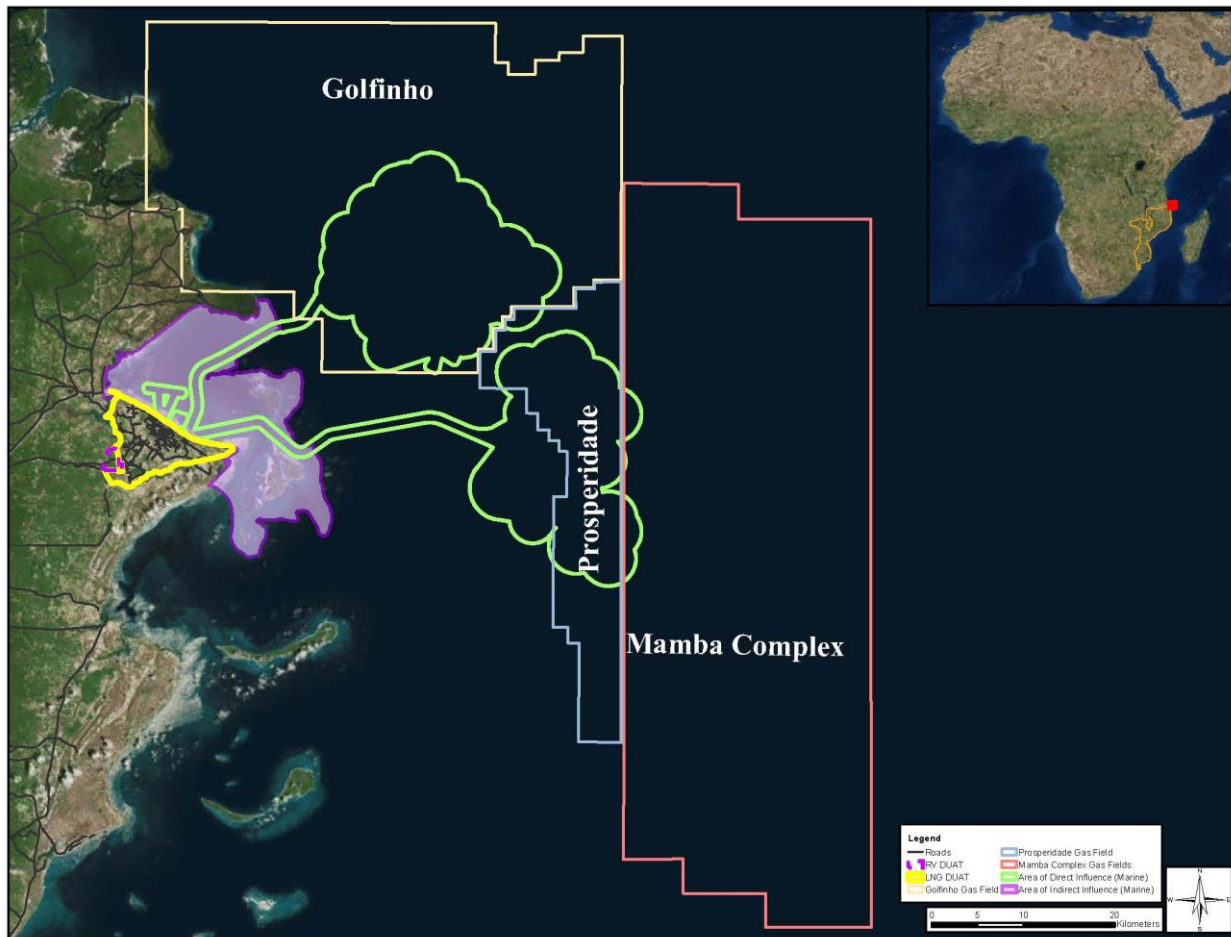 Golfinho
Prosperidade
Mamba Complex
Legend
Roads
RV DUAT
LNG DUAT
Golfinho Gas Field
Prosperidade Gas Field
Mamba Complex Gas Fields
Area of Direct Influence (Marine)
Area of Indirect Influence (Marine)
0 5 10 20
Kilometers
N
W E
S